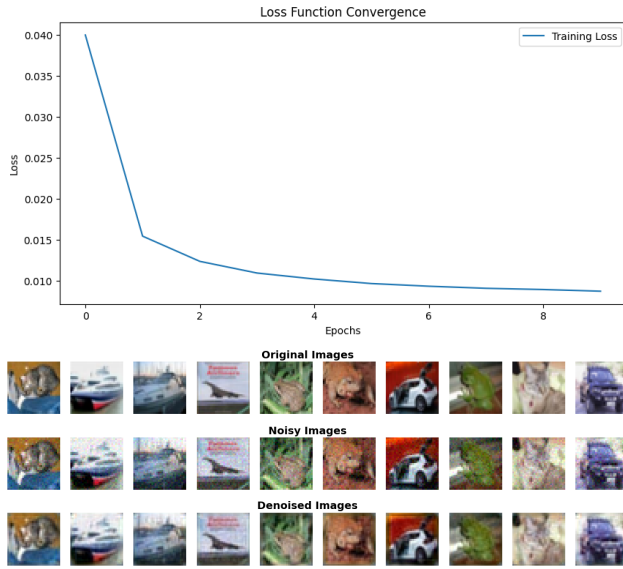 Loss Function Convergence
Training Loss
0.040
0.035
0.030
0.025
0.020
0.015
0.010
Loss
0 2 4 6 8
Epochs
Original Images
Noisy Images
Denoised Images